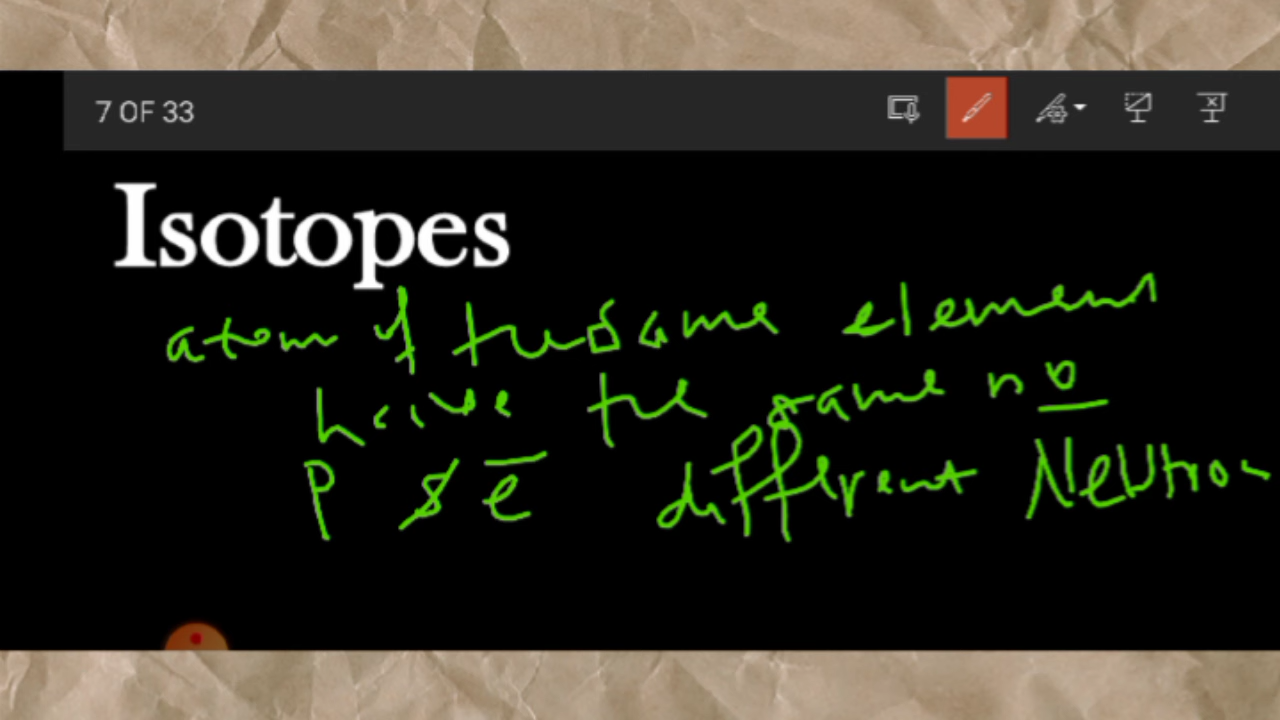 7 OF 33
Isotopes
atom of the same element
have the same no
P & e̅ different Neutron